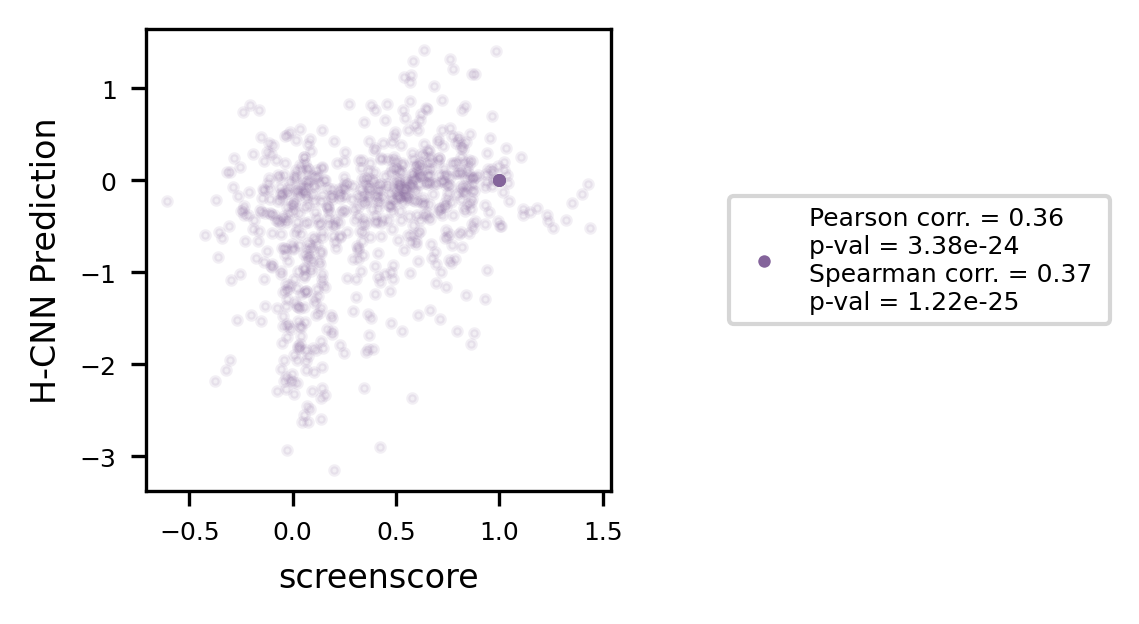 H-CNN Prediction
1
0
−1
−2
−3
−0.5 0.0 0.5 1.0 1.5
screenscore
Pearson corr. = 0.36
p-val = 3.38e-24
Spearman corr. = 0.37
p-val = 1.22e-25